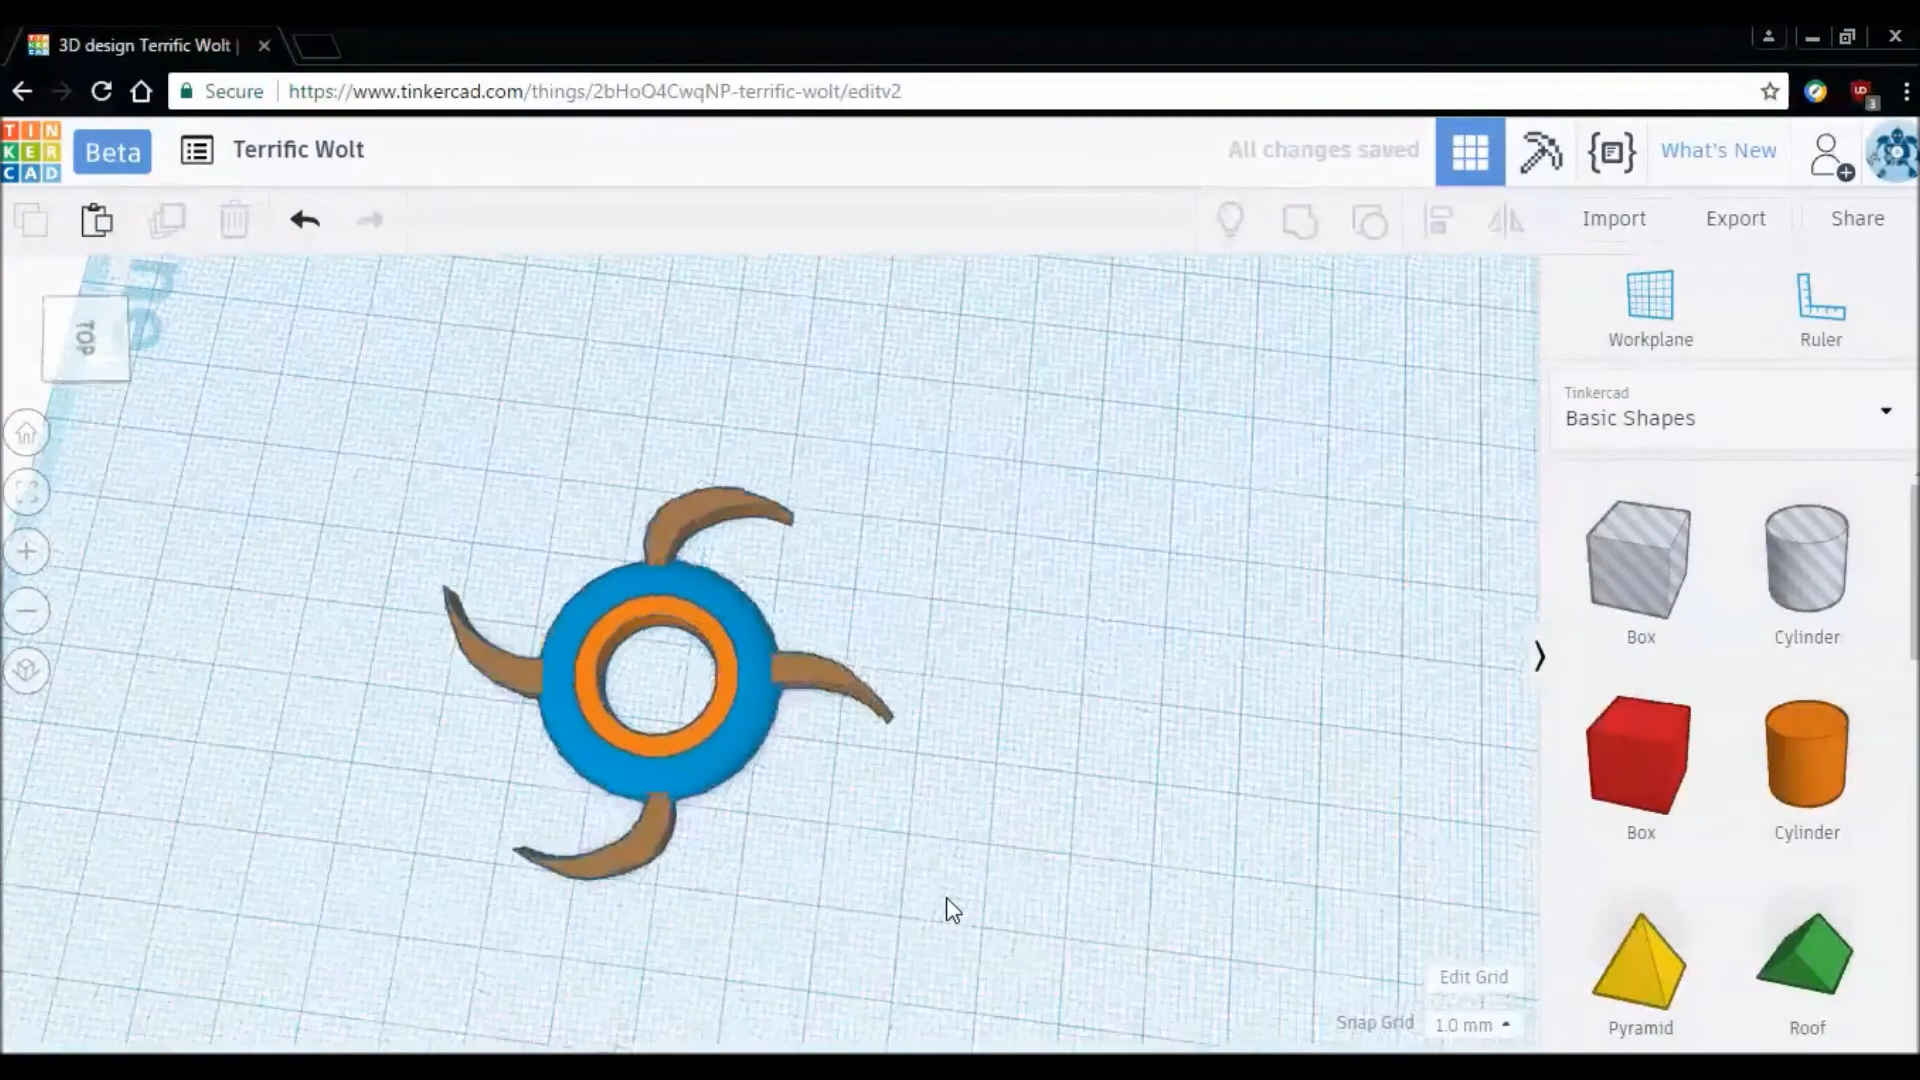 3D design Terrific Wolt |
Secure
https://www.tinkercad.com/things/2bHoO4CwqNP-terrific-wolt/editv2
3
TIN
KER
CAD
Beta
Terrific Wolt
All changes saved
What's New
Import
Export
Share
TOP
Workplane
Ruler
Tinkercad
Basic Shapes
Box
Cylinder
Box
Cylinder
Pyramid
Roof
Edit Grid
Snap Grid
1.0 mm